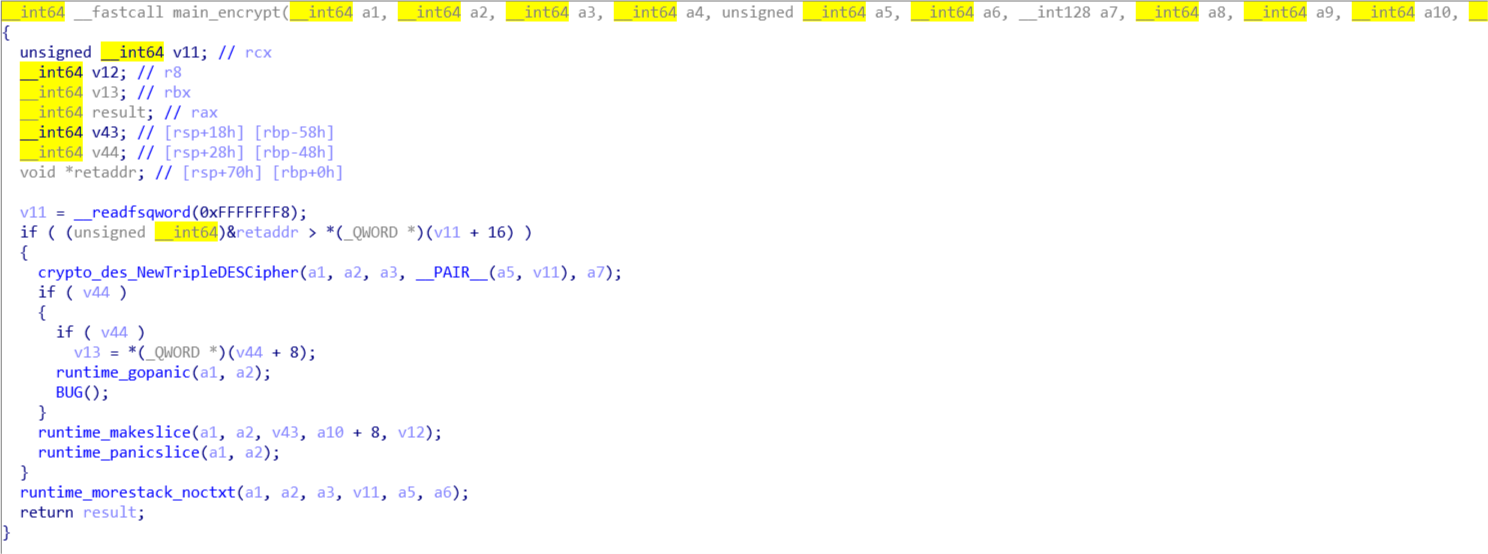 __int64 __fastcall main_encrypt(__int64 a1, __int64 a2, __int64 a3, __int64 a4, unsigned __int64 a5, __int64 a6, __int128 a7, __int64 a8, __int64 a9, __int64 a10, __
{
  unsigned __int64 v11; // rcx
  __int64 v12; // r8
  __int64 v13; // rbx
  __int64 result; // rax
  __int64 v43; // [rsp+18h] [rbp-58h]
  __int64 v44; // [rsp+28h] [rbp-48h]
  void *retaddr; // [rsp+70h] [rbp+0h]

  v11 = __readfsqword(0xFFFFFFF8);
  if ( (unsigned __int64)&retaddr > *(_QWORD *)(v11 + 16) )
  {
    crypto_des_NewTripleDESCipher(a1, a2, a3, __PAIR__(a5, v11), a7);
    if ( v44 )
    {
      if ( v44 )
        v13 = *(_QWORD *)(v44 + 8);
      runtime_gopanic(a1, a2);
      BUG();
    }
    runtime_makeslice(a1, a2, v43, a10 + 8, v12);
    runtime_panicslice(a1, a2);
  }
  runtime_morestack_noctxt(a1, a2, a3, v11, a5, a6);
  return result;
}